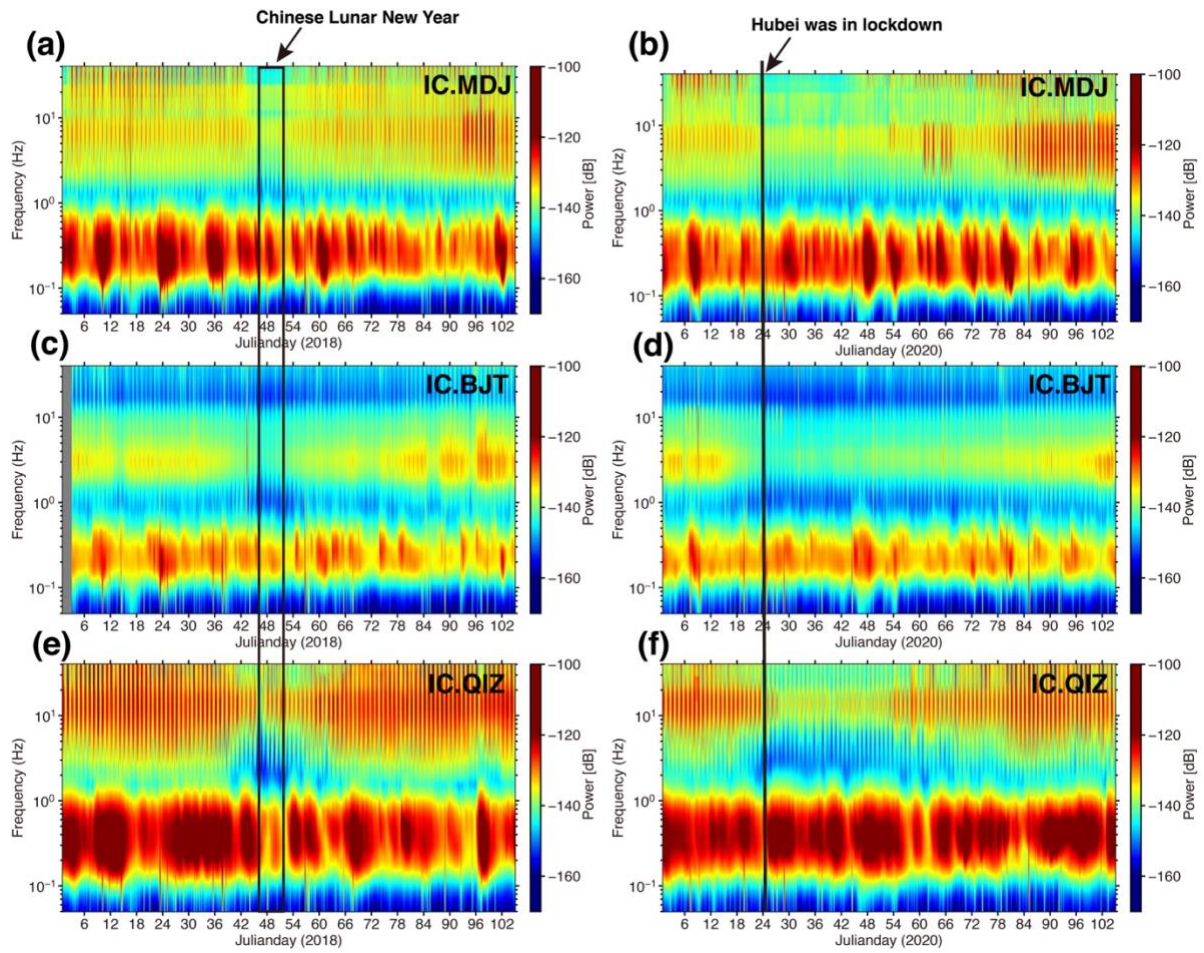 Chinese Lunar New Year
Hubei was in lockdown
(a)
IC.MDJ
Frequency (Hz)
10¹
10⁰
10⁻¹
6 12 18 24 30 36 42 48 54 60 66 72 78 84 90 96 102
Julianday (2018)
−100
−120
−140
−160
Power [dB]
(b)
IC.MDJ
Frequency (Hz)
10¹
10⁰
10⁻¹
6 12 18 24 30 36 42 48 54 60 66 72 78 84 90 96 102
Julianday (2020)
−100
−120
−140
−160
Power [dB]
(c)
IC.BJT
Frequency (Hz)
10¹
10⁰
10⁻¹
6 12 18 24 30 36 42 48 54 60 66 72 78 84 90 96 102
Julianday (2018)
−100
−120
−140
−160
Power [dB]
(d)
IC.BJT
Frequency (Hz)
10¹
10⁰
10⁻¹
6 12 18 24 30 36 42 48 54 60 66 72 78 84 90 96 102
Julianday (2020)
−100
−120
−140
−160
Power [dB]
(e)
IC.QIZ
Frequency (Hz)
10¹
10⁰
10⁻¹
6 12 18 24 30 36 42 48 54 60 66 72 78 84 90 96 102
Julianday (2018)
−100
−120
−140
−160
Power [dB]
(f)
IC.QIZ
Frequency (Hz)
10¹
10⁰
10⁻¹
6 12 18 24 30 36 42 48 54 60 66 72 78 84 90 96 102
Julianday (2020)
−100
−120
−140
−160
Power [dB]